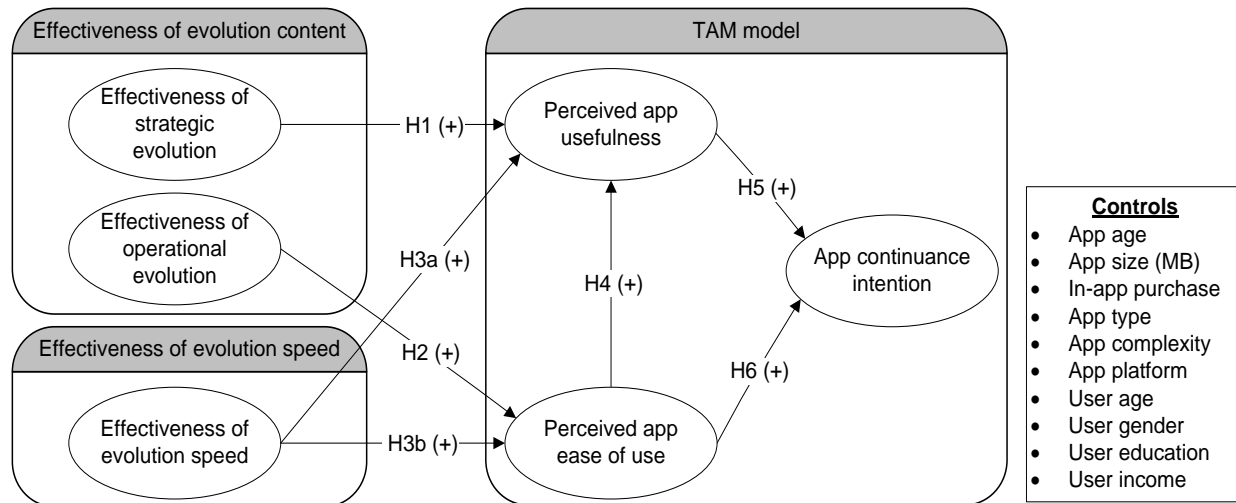 Effectiveness of evolution content
Effectiveness of
strategic
evolution
Effectiveness of
operational
evolution
Effectiveness of evolution speed
Effectiveness of
evolution speed
H1 (+)
H3a (+)
H2 (+)
H3b (+)
TAM model
Perceived app
usefulness
H4 (+)
Perceived app
ease of use
H5 (+)
H6 (+)
App continuance
intention
Controls
• App age
• App size (MB)
• In-app purchase
• App type
• App complexity
• App platform
• User age
• User gender
• User education
• User income